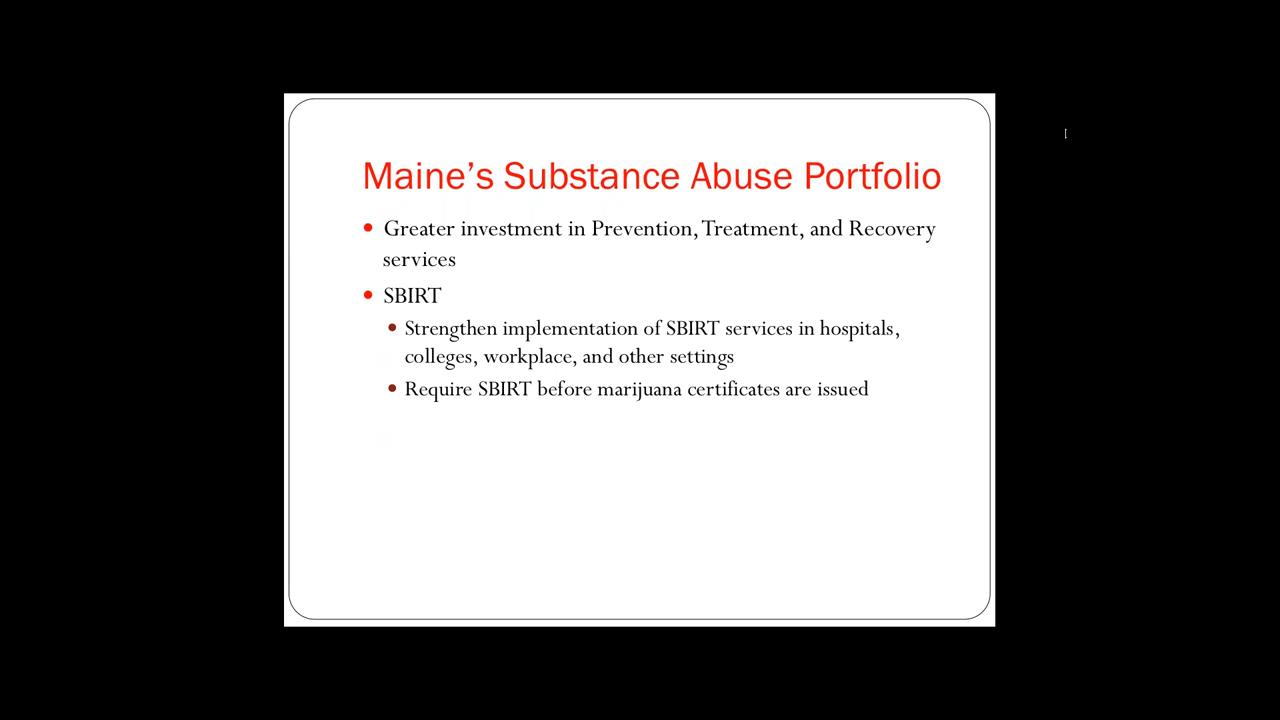 Maine’s Substance Abuse Portfolio
• Greater investment in Prevention, Treatment, and Recovery
services
• SBIRT
• Strengthen implementation of SBIRT services in hospitals,
colleges, workplace, and other settings
• Require SBIRT before marijuana certificates are issued